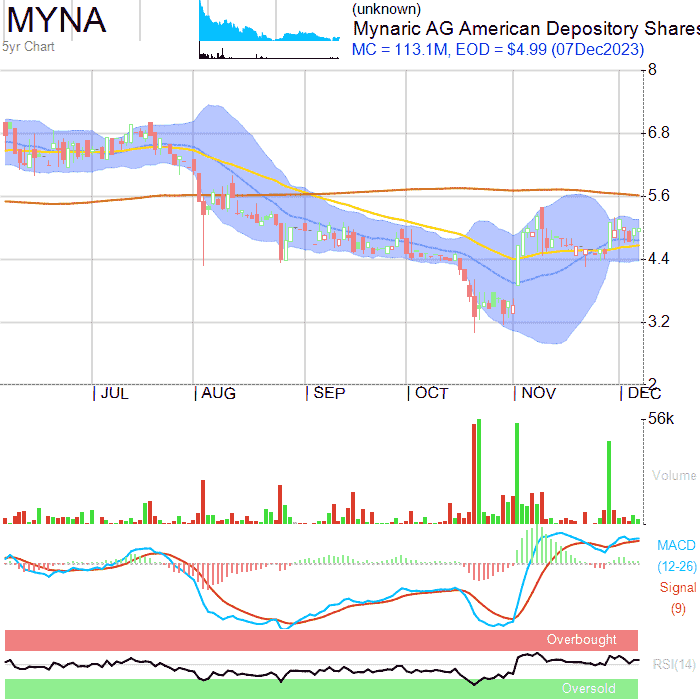 MYNA
5yr Chart
(unknown)
Mynaric AG American Depository Shares
MC = 113.1M, EOD = $4.99 (07Dec2023)
8
6.8
5.6
4.4
3.2
2
JUL AUG SEP OCT NOV DEC
56k
Volume
MACD
(12-26)
Signal
(9)
Overbought
RSI(14)
Oversold